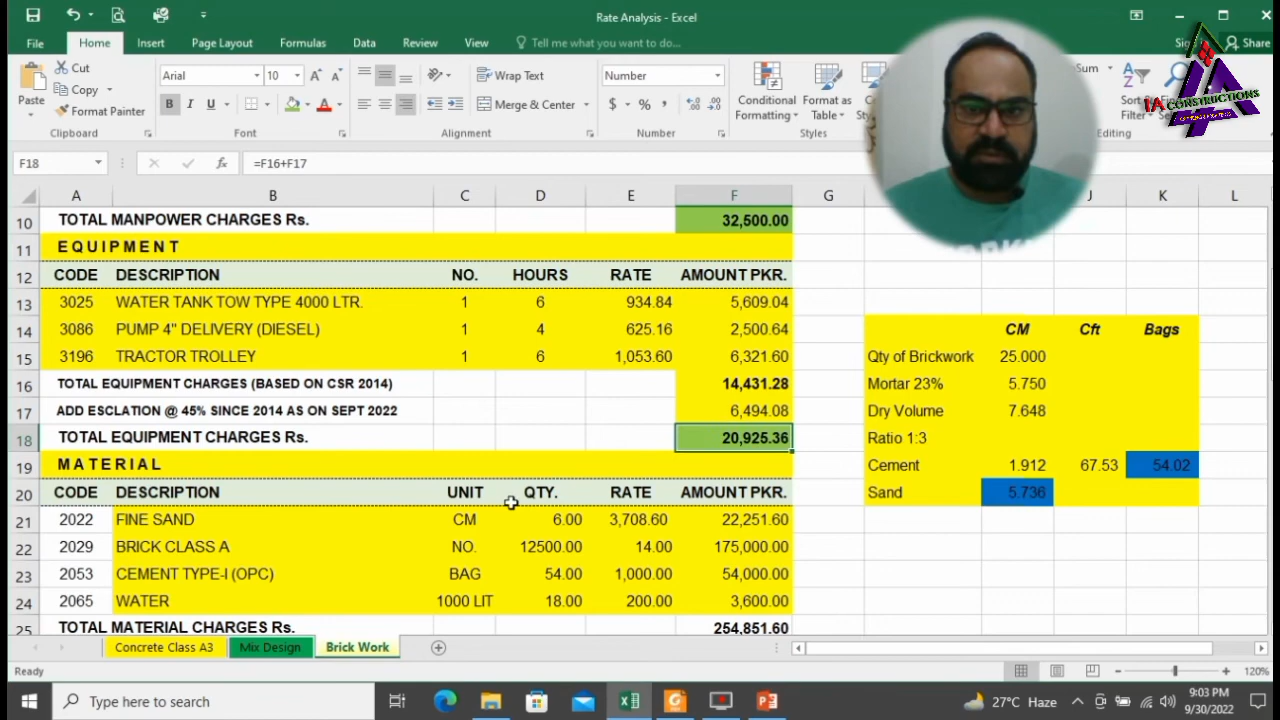 Rate Analysis - Excel
File Home Insert Page Layout Formulas Data Review View Tell me what you want to do... Share
Paste Cut Copy Format Painter
Arial 10 Wrap Text Merge & Center Number
B I U $ % Conditional Formatting Format as Table Sum
Clipboard Font Alignment Number Styles Editing
IA CONSTRUCTIONS
F18 fx =F16+F17
A B C D E F G J K L
10 TOTAL MANPOWER CHARGES Rs. 32,500.00
11 EQUIPMENT
12 CODE DESCRIPTION NO. HOURS RATE AMOUNT PKR.
13 3025 WATER TANK TOW TYPE 4000 LTR. 1 6 934.84 5,609.04
14 3086 PUMP 4" DELIVERY (DIESEL) 1 4 625.16 2,500.64 CM Cft Bags
15 3196 TRACTOR TROLLEY 1 6 1,053.60 6,321.60 Qty of Brickwork 25.000
16 TOTAL EQUIPMENT CHARGES (BASED ON CSR 2014) 14,431.28 Mortar 23% 5.750
17 ADD ESCLATION @ 45% SINCE 2014 AS ON SEPT 2022 6,494.08 Dry Volume 7.648
18 TOTAL EQUIPMENT CHARGES Rs. 20,925.36 Ratio 1:3
19 MATERIAL Cement 1.912 67.53 54.02
20 CODE DESCRIPTION UNIT QTY. RATE AMOUNT PKR. Sand 5.736
21 2022 FINE SAND CM 6.00 3,708.60 22,251.60
22 2029 BRICK CLASS A NO. 12500.00 14.00 175,000.00
23 2053 CEMENT TYPE-I (OPC) BAG 54.00 1,000.00 54,000.00
24 2065 WATER 1000 LIT 18.00 200.00 3,600.00
25 TOTAL MATERIAL CHARGES Rs. 254,851.60
Concrete Class A3 Mix Design Brick Work
Ready 120%
Type here to search 27°C Haze 9:03 PM
9/30/2022